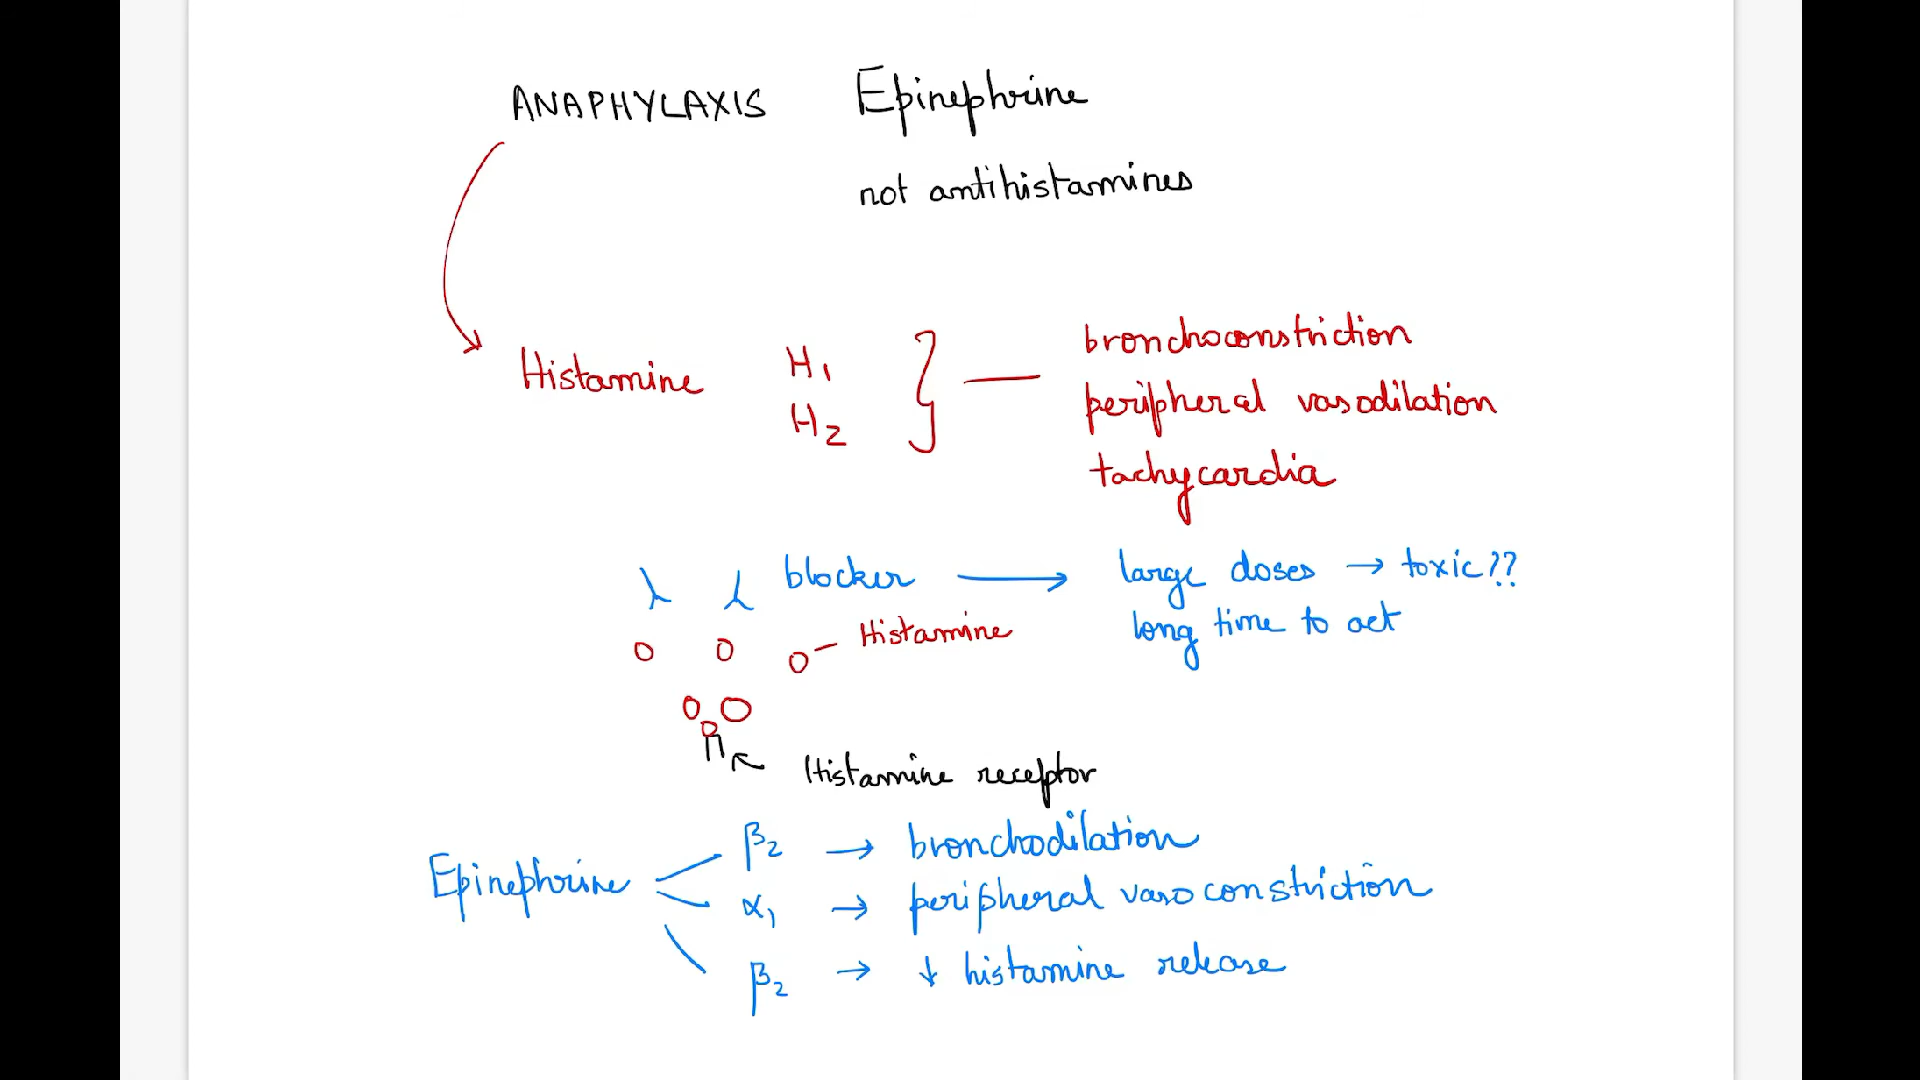 ANAPHYLAXIS Epinephrine
not antihistamines
Histamine H1 } — bronchoconstriction
H2 peripheral vasodilation
tachycardia
blocker → large doses → toxic??
Histamine long time to act
Histamine receptor
Epinephrine β2 → bronchodilation
α1 → peripheral vasoconstriction
β2 → ↓ histamine release